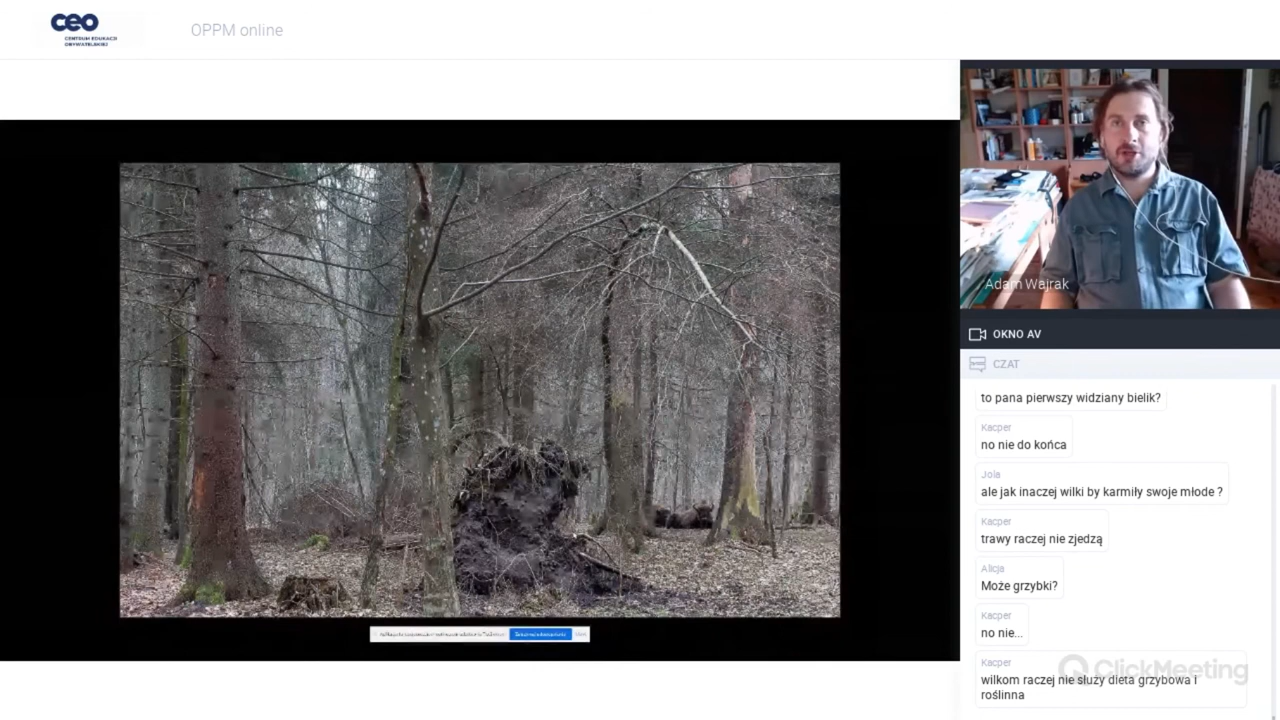 ceo
CENTRUM EDUKACJI
OBYWATELSKIEJ
OPPM online
Adam Wajrak
OKNO AV
CZAT
to pana pierwszy widziany bielik?
Kacper
no nie do końca
Jola
ale jak inaczej wilki by karmiły swoje młode ?
Kacper
trawy raczej nie zjedzą
Alicja
Może grzybki?
Kacper
no nie...
Kacper
wilkom raczej nie służy dieta grzybowa i
roślinna
ClickMeeting